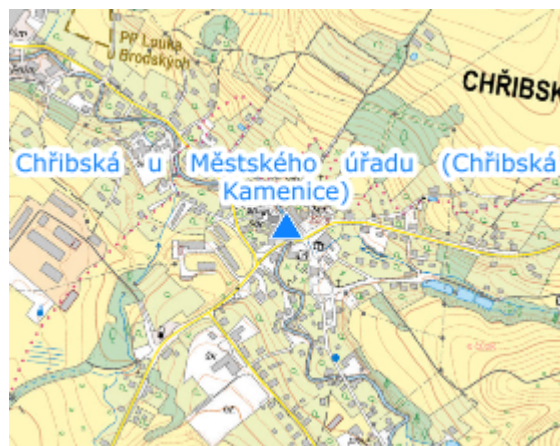 PP Louka
Brodských
CHŘIBSK
Chřibská u Městského úřadu (Chřibská
Kamenice)